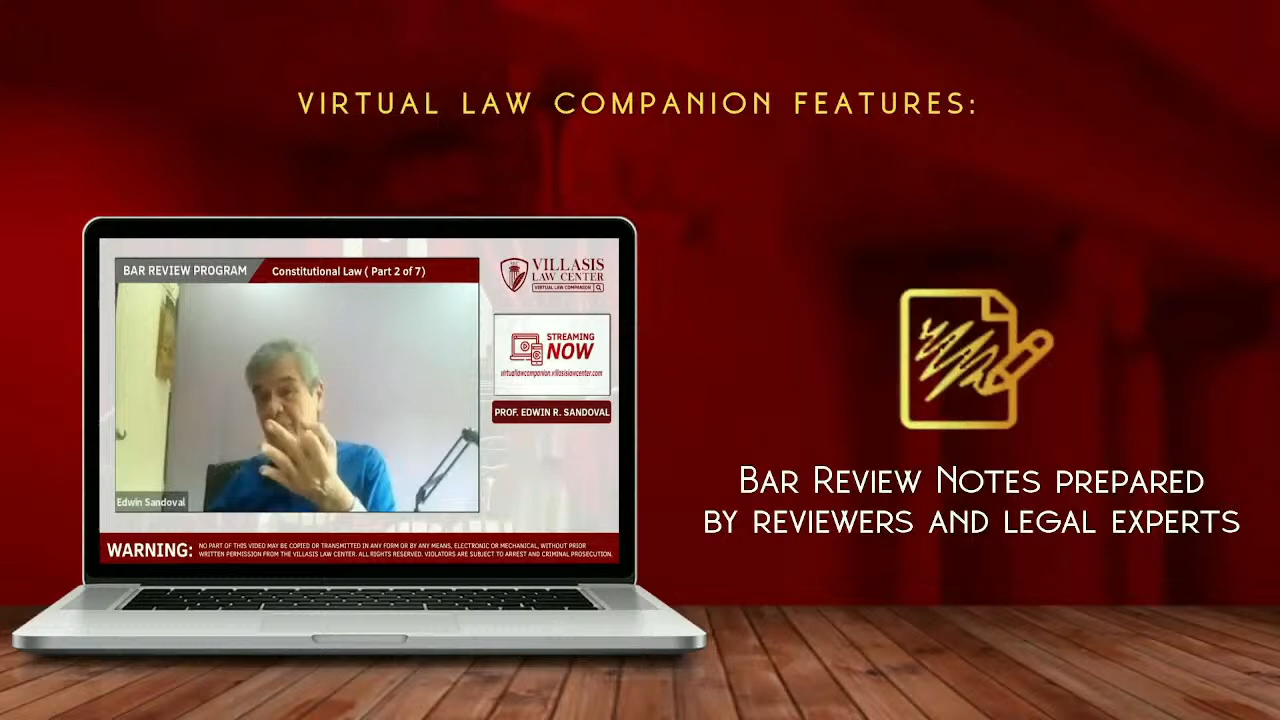 VIRTUAL LAW COMPANION FEATURES:
BAR REVIEW PROGRAM
Constitutional Law ( Part 2 of 7)
VILLASIS
LAW CENTER
VIRTUAL LAW COMPANION
STREAMING
NOW
virtuallawcompanion.villasislawcenter.com
PROF. EDWIN R. SANDOVAL
Edwin Sandoval
WARNING:
NO PART OF THIS VIDEO MAY BE COPIED OR TRANSMITTED IN ANY FORM OR BY ANY MEANS, ELECTRONIC OR MECHANICAL, WITHOUT PRIOR
WRITTEN PERMISSION FROM THE VILLASIS LAW CENTER. ALL RIGHTS RESERVED. VIOLATORS ARE SUBJECT TO ARREST AND CRIMINAL PROSECUTION.
BAR REVIEW NOTES PREPARED
BY REVIEWERS AND LEGAL EXPERTS